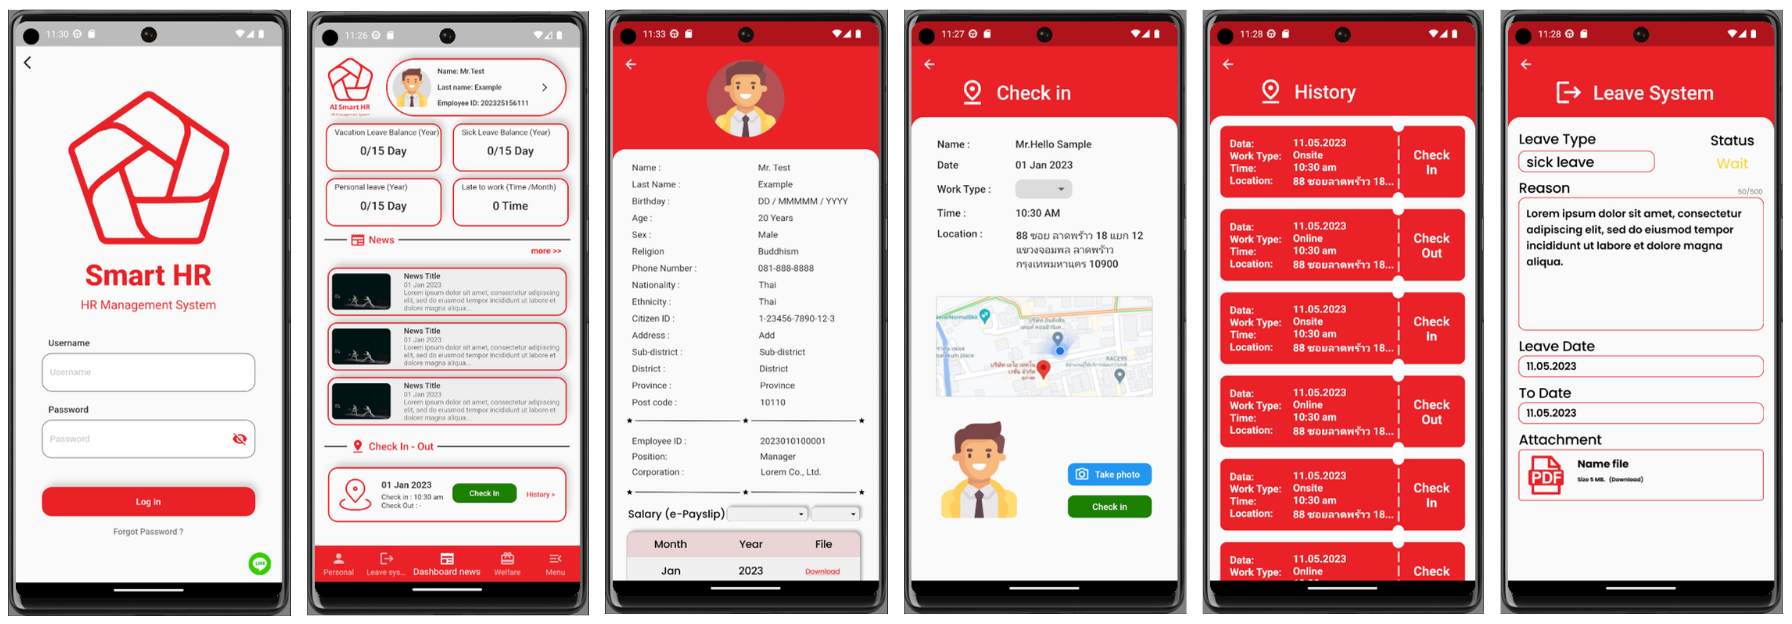 11:30
Smart HR
HR Management System
Username
Username
Password
Password
Log In
Forgot Password ?
LINE
11:26
AI Smart HR
HR Management System
Name: Mr.Test
Last name: Example
Employee ID: 202325156111
Vacation Leave Balance (Year)
0/15 Day
Sick Leave Balance (Year)
0/15 Day
Personal leave (Year)
0/15 Day
Late to work (Time /Month)
0 Time
News
more >>
News Title
01 Jan 2023
Lorem ipsum dolor sit amet, consectetur adipiscing
elit, sed do eiusmod tempor incididunt ut labore et
dolore magna aliqua...
News Title
01 Jan 2023
Lorem ipsum dolor sit amet, consectetur adipiscing
elit, sed do eiusmod tempor incididunt ut labore et
dolore magna aliqua...
News Title
01 Jan 2023
Lorem ipsum dolor sit amet, consectetur adipiscing
elit, sed do eiusmod tempor incididunt ut labore et
dolore magna aliqua...
Check In - Out
01 Jan 2023
Check in : 10:30 am
Check Out : -
Check In
History >
Personal
Leave sys...
Dashboard news
Welfare
Menu
11:33
Name : Mr. Test
Last Name : Example
Birthday : DD / MMMMM / YYYY
Age : 20 Years
Sex : Male
Religion Buddhism
Phone Number : 081-888-8888
Nationality : Thai
Ethnicity : Thai
Citizen ID : 1-23456-7890-12-3
Address : Add
Sub-district : Sub-district
District : District
Province : Province
Post code : 10110
Employee ID : 2023010100001
Position: Manager
Corporation : Lorem Co., Ltd.
Salary (e-Payslip)
Month Year File
Jan 2023 Download
11:27
Check in
Name : Mr.Hello Sample
Date 01 Jan 2023
Work Type :
Time : 10:30 AM
Location : 88 ซอย ลาดพร้าว 18 แยก 12
แขวงจอมพล ลาดพร้าว
กรุงเทพมหานคร 10900
RACE99
Take photo
Check in
11:28
History
Data: 11.05.2023
Work Type: Onsite
Time: 10:30 am
Location: 88 ซอยลาดพร้าว 18...
Check
In
Data: 11.05.2023
Work Type: Online
Time: 10:30 am
Location: 88 ซอยลาดพร้าว 18...
Check
Out
Data: 11.05.2023
Work Type: Onsite
Time: 10:30 am
Location: 88 ซอยลาดพร้าว 18...
Check
In
Data: 11.05.2023
Work Type: Online
Time: 10:30 am
Location: 88 ซอยลาดพร้าว 18...
Check
Out
Data: 11.05.2023
Work Type: Onsite
Time: 10:30 am
Location: 88 ซอยลาดพร้าว 18...
Check
In
Data: 11.05.2023
Work Type: Online
Check
11:28
Leave System
Leave Type
Status
sick leave
Wait
Reason
50/500
Lorem ipsum dolor sit amet, consectetur
adipiscing elit, sed do eiusmod tempor
incididunt ut labore et dolore magna
aliqua.
Leave Date
11.05.2023
To Date
11.05.2023
Attachment
PDF
Name file
Size 5 MB. (Download)